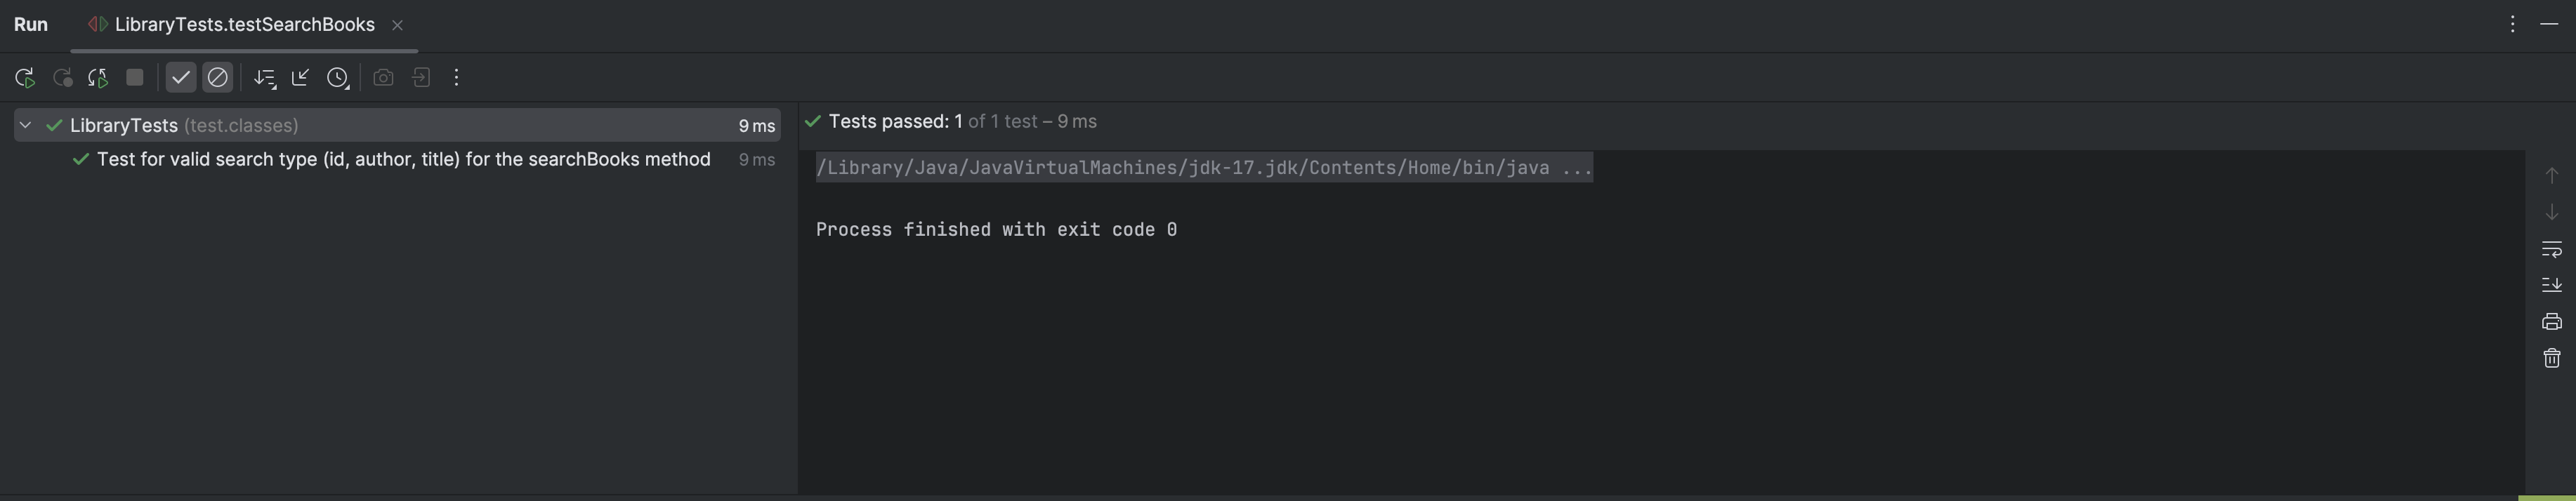 Run LibraryTests.testSearchBooks
LibraryTests (test.classes) 9 ms
Test for valid search type (id, author, title) for the searchBooks method 9 ms
Tests passed: 1 of 1 test – 9 ms
/Library/Java/JavaVirtualMachines/jdk-17.jdk/Contents/Home/bin/java ...
Process finished with exit code 0